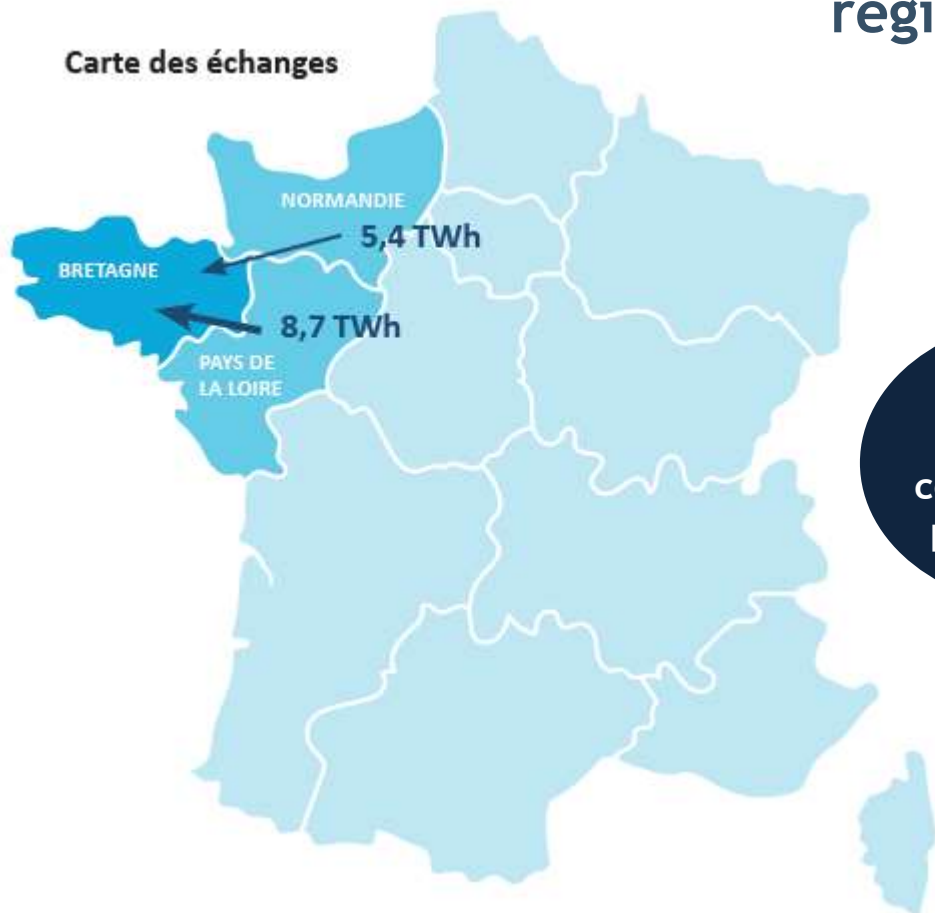 regi
Carte des échanges
NORMANDIE
5,4 TWh
BRETAGNE
8,7 TWh
PAYS DE
LA LOIRE